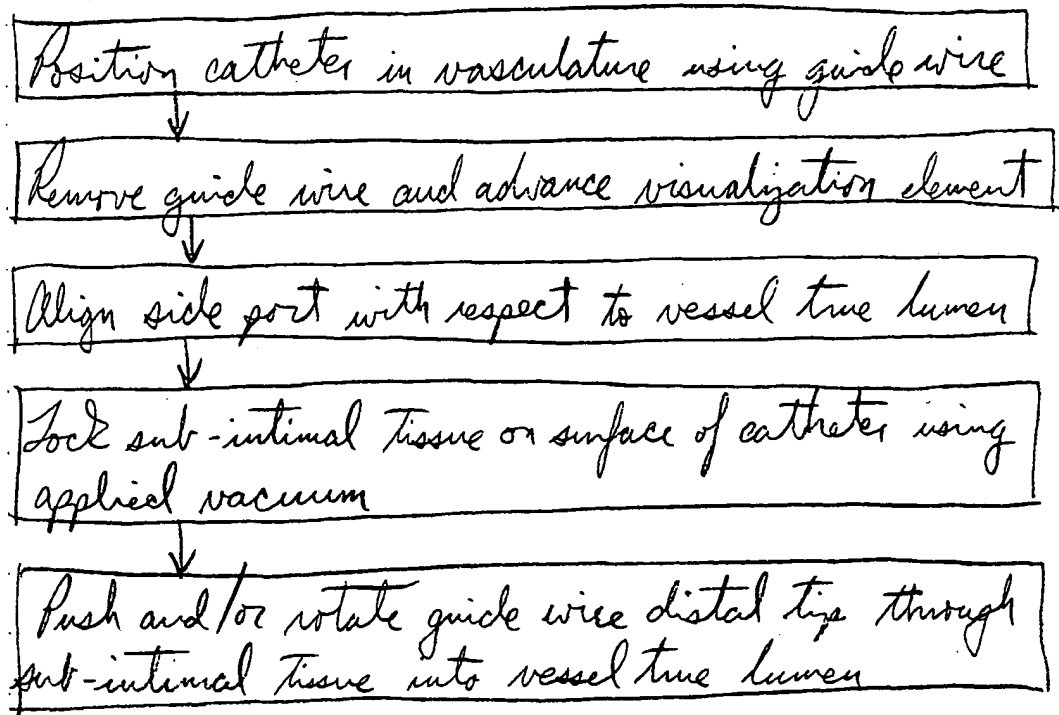 Position catheter in vasculature using guide wire
Remove guide wire and advance visualization element
Align side port with respect to vessel true lumen
Lock sub-intimal tissue on surface of catheter using
applied vacuum
Push and/or rotate guide wire distal tip through
sub-intimal tissue into vessel true lumen